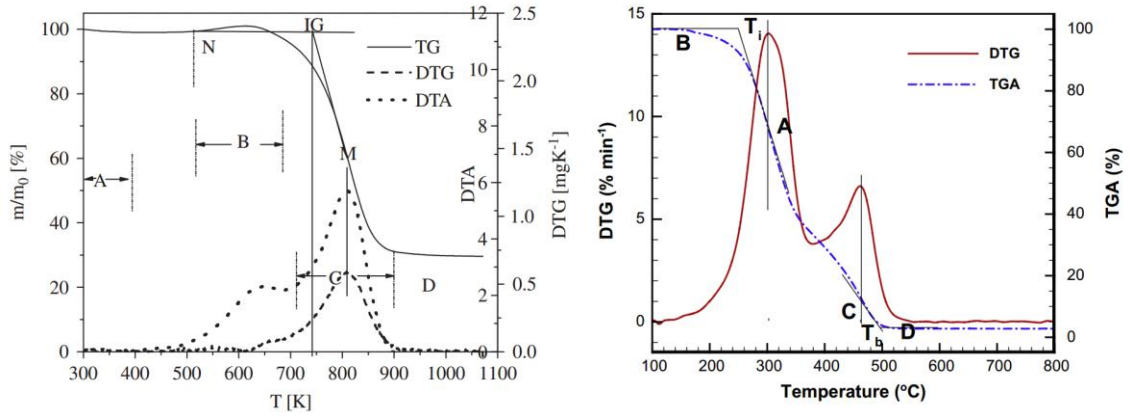 12
2.5
100
IG
N
TG
DTG
DTA
10
2.0
80
8
B
m/m0 [%]
60
M
1.5
DTA
DTG [mgK-1]
A
6
40
1.0
4
C
D
20
2
0.5
0
0
0.0
300 400 500 600 700 800 900 1000 1100
T [K]
15
Ti
B
DTG
TGA
100
10
A
80
DTG (% min-1)
60
TGA (%)
5
40
20
C
Tb
D
0
0
100 200 300 400 500 600 700 800
Temperature (oC)